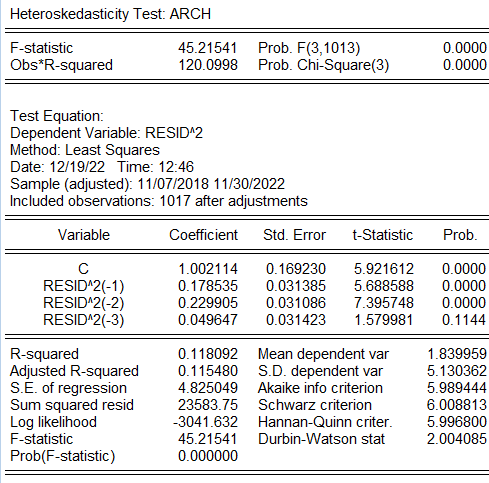 Heteroskedasticity Test: ARCH
F-statistic 45.21541 Prob. F(3,1013) 0.0000
Obs*R-squared 120.0998 Prob. Chi-Square(3) 0.0000
Test Equation:
Dependent Variable: RESID^2
Method: Least Squares
Date: 12/19/22 Time: 12:46
Sample (adjusted): 11/07/2018 11/30/2022
Included observations: 1017 after adjustments
Variable Coefficient Std. Error t-Statistic Prob.
C 1.002114 0.169230 5.921612 0.0000
RESID^2(-1) 0.178535 0.031385 5.688588 0.0000
RESID^2(-2) 0.229905 0.031086 7.395748 0.0000
RESID^2(-3) 0.049647 0.031423 1.579981 0.1144
R-squared 0.118092 Mean dependent var 1.839959
Adjusted R-squared 0.115480 S.D. dependent var 5.130362
S.E. of regression 4.825049 Akaike info criterion 5.989444
Sum squared resid 23583.75 Schwarz criterion 6.008813
Log likelihood -3041.632 Hannan-Quinn criter. 5.996800
F-statistic 45.21541 Durbin-Watson stat 2.004085
Prob(F-statistic) 0.000000